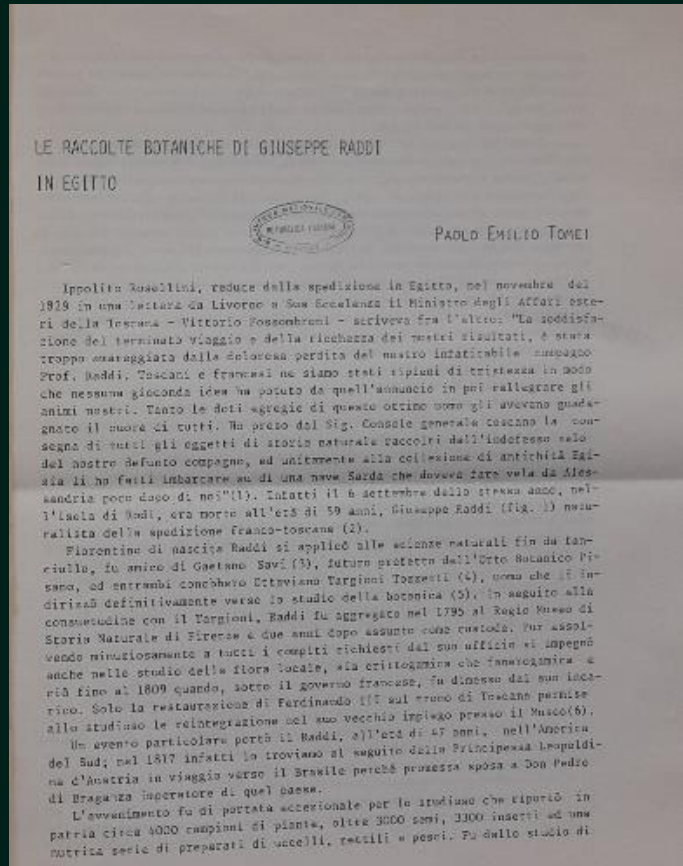 LE RACCOLTE BOTANICHE DI GIUSEPPE RADDI
IN EGITTO
PAOLO EMILIO TOMEI
Ippolito Rosellini, reduce dalla spedizione in Egitto, nel novembre del
1829 in una lettera da Livorno a Sua Eccelenza il Ministro degli Affari este-
ri della Toscana - Vittorio Fossombroni - scriveva fra l'altro: "La soddisfa-
zione del terminato viaggio e della ricchezza dei nostri risultati, è stata
troppo amareggiata dalla dolorosa perdita del nostro infatigabile compagno
Prof. Raddi. Toscani e francesi ne siamo stati ripieni di tristezza in modo
che nessuna gioconda idea ha potuto da quell'annuncio in poi rallegrare gli
animi nostri. Tanto le doti egregie di questo ottimo uomo gli avevano guada-
gnato il cuore di tutti. Ho preso dal Sig. Console generale toscano la con-
segna di tutti gli oggetti di storia naturale raccolti dall'indefesso zelo
del nostro defunto compagno, ed unitamente alla collezione di antichità Egi-
zia li ho fatti imbarcare su di una nave Sarda che doveva fare vela da Ales-
sandria poco dopo di noi"(1). Infatti il 6 settembre dello stesso anno, nel-
l'isola di Rodi, era morto all'età di 59 anni, Giuseppe Raddi (fig. 1) natu-
ralista della spedizione franco-toscana (2).
Fiorentino di nascita Raddi si applicò alle scienze naturali fin da fan-
ciullo, fu amico di Gaetano Savi (3), futuro prefetto dell'Orto Botanico Pi-
sano, ed entrambi conobbero Ottaviano Targioni Tozzetti (4), uomo che li in-
dirizzò definitivamente verso lo studio della botanica (5). In seguito alla
consuetudine con il Targioni, Raddi fu aggregato nel 1795 al Regio Museo di
Storia Naturale di Firenze e due anni dopo assunto come custode. Pur assol-
vendo minuziosamente a tutti i compiti richiesti dal suo ufficio si impegnò
anche nello studio della flora locale, sia crittogamica che fanerogamica e
ciò fino al 1809 quando, sotto il governo francese, fu dimesso dal suo inca-
rico. Solo la restaurazione di Ferdinando III sul trono di Toscana permise
allo studioso la reintegrazione nel suo vecchio impiego presso il Museo(6).
Un evento particolare portò il Raddi, all'età di 47 anni, nell'America
del Sud; nel 1817 infatti lo troviamo al seguito della Principessa Leopoldi-
na d'Austria in viaggio verso il Brasile perchè promessa sposa a Don Pedro
di Braganza imperatore di quel paese.
L'avvenimento fu di portata eccezionale per lo studioso che riportò in
patria circa 4000 campioni di piante, oltre 3000 semi, 3300 insetti ed una
nutrita serie di preparati di uccelli, rettili e pesci. Fu dallo studio di